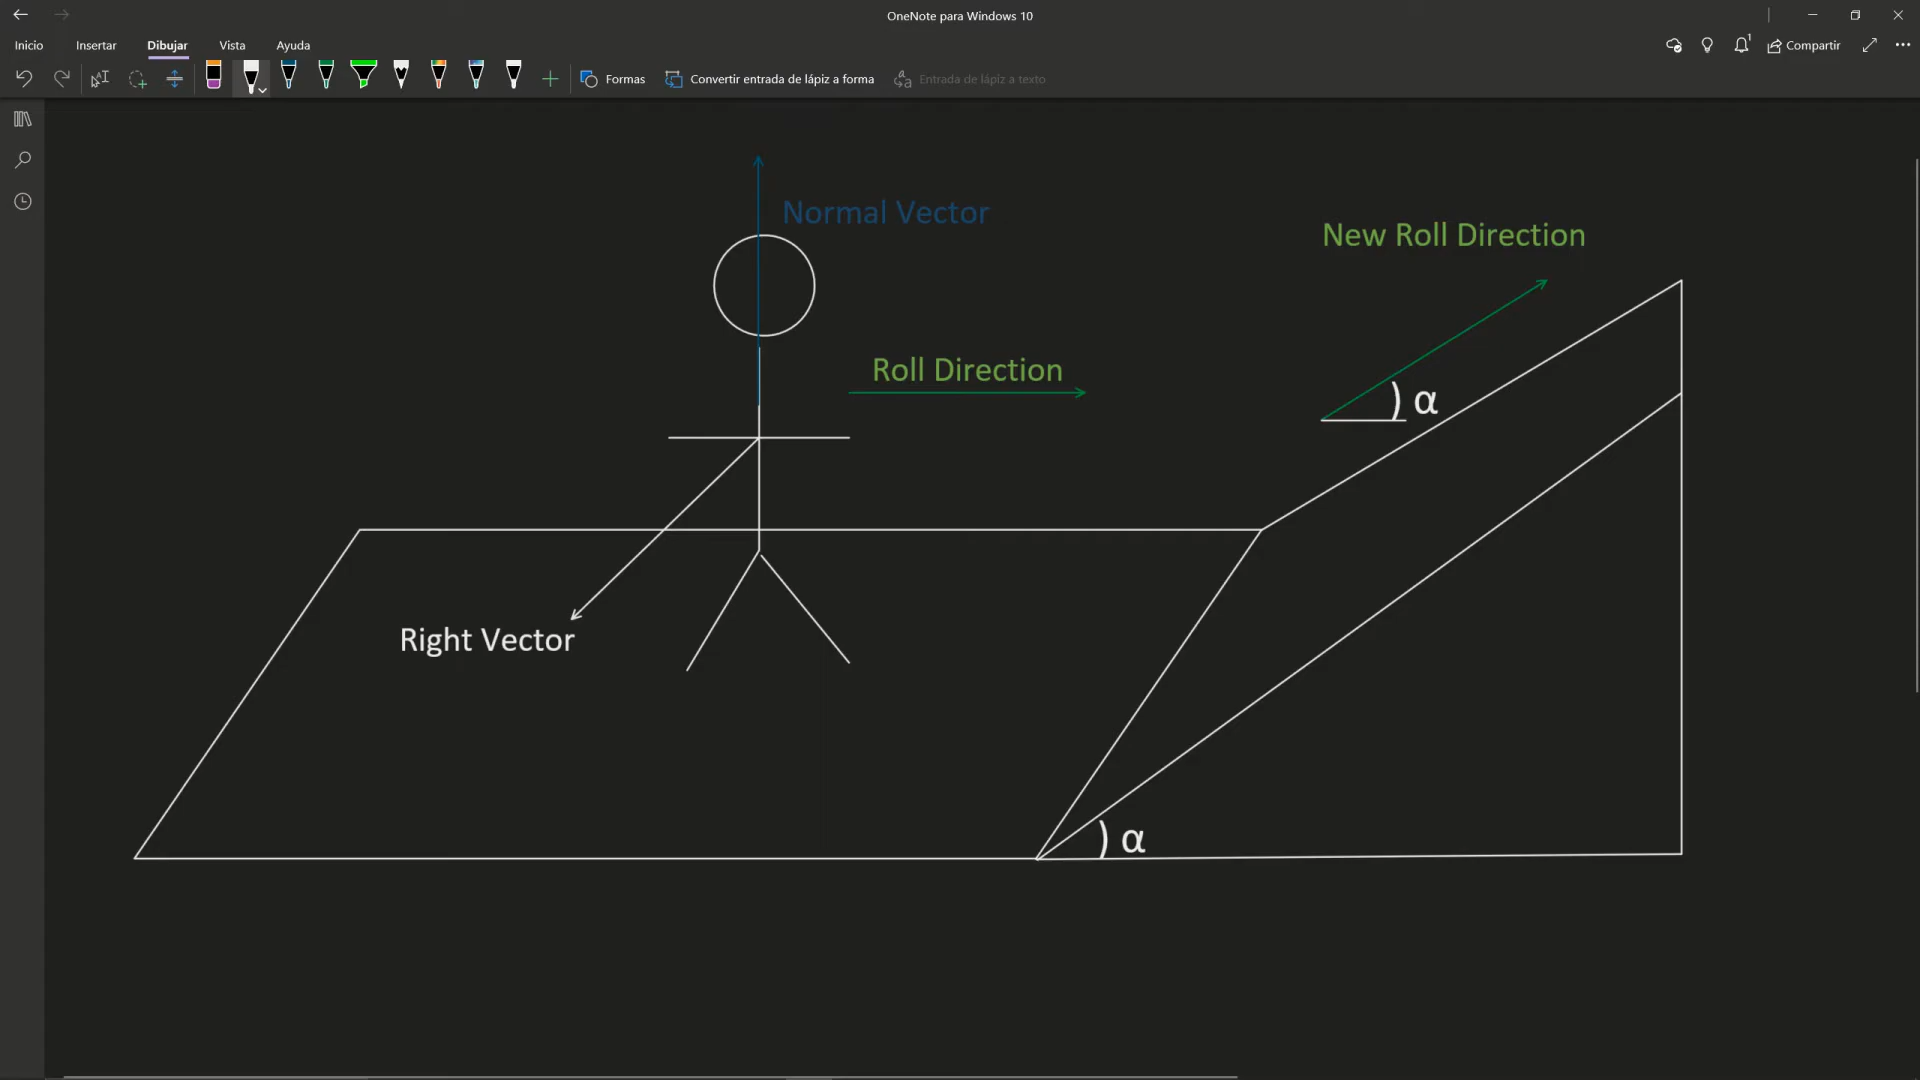 OneNote para Windows 10
Inicio Insertar Dibujar Vista Ayuda
1 Compartir
Formas Convertir entrada de lápiz a forma Entrada de lápiz a texto
Normal Vector
New Roll Direction
Roll Direction
) α
Right Vector
) α